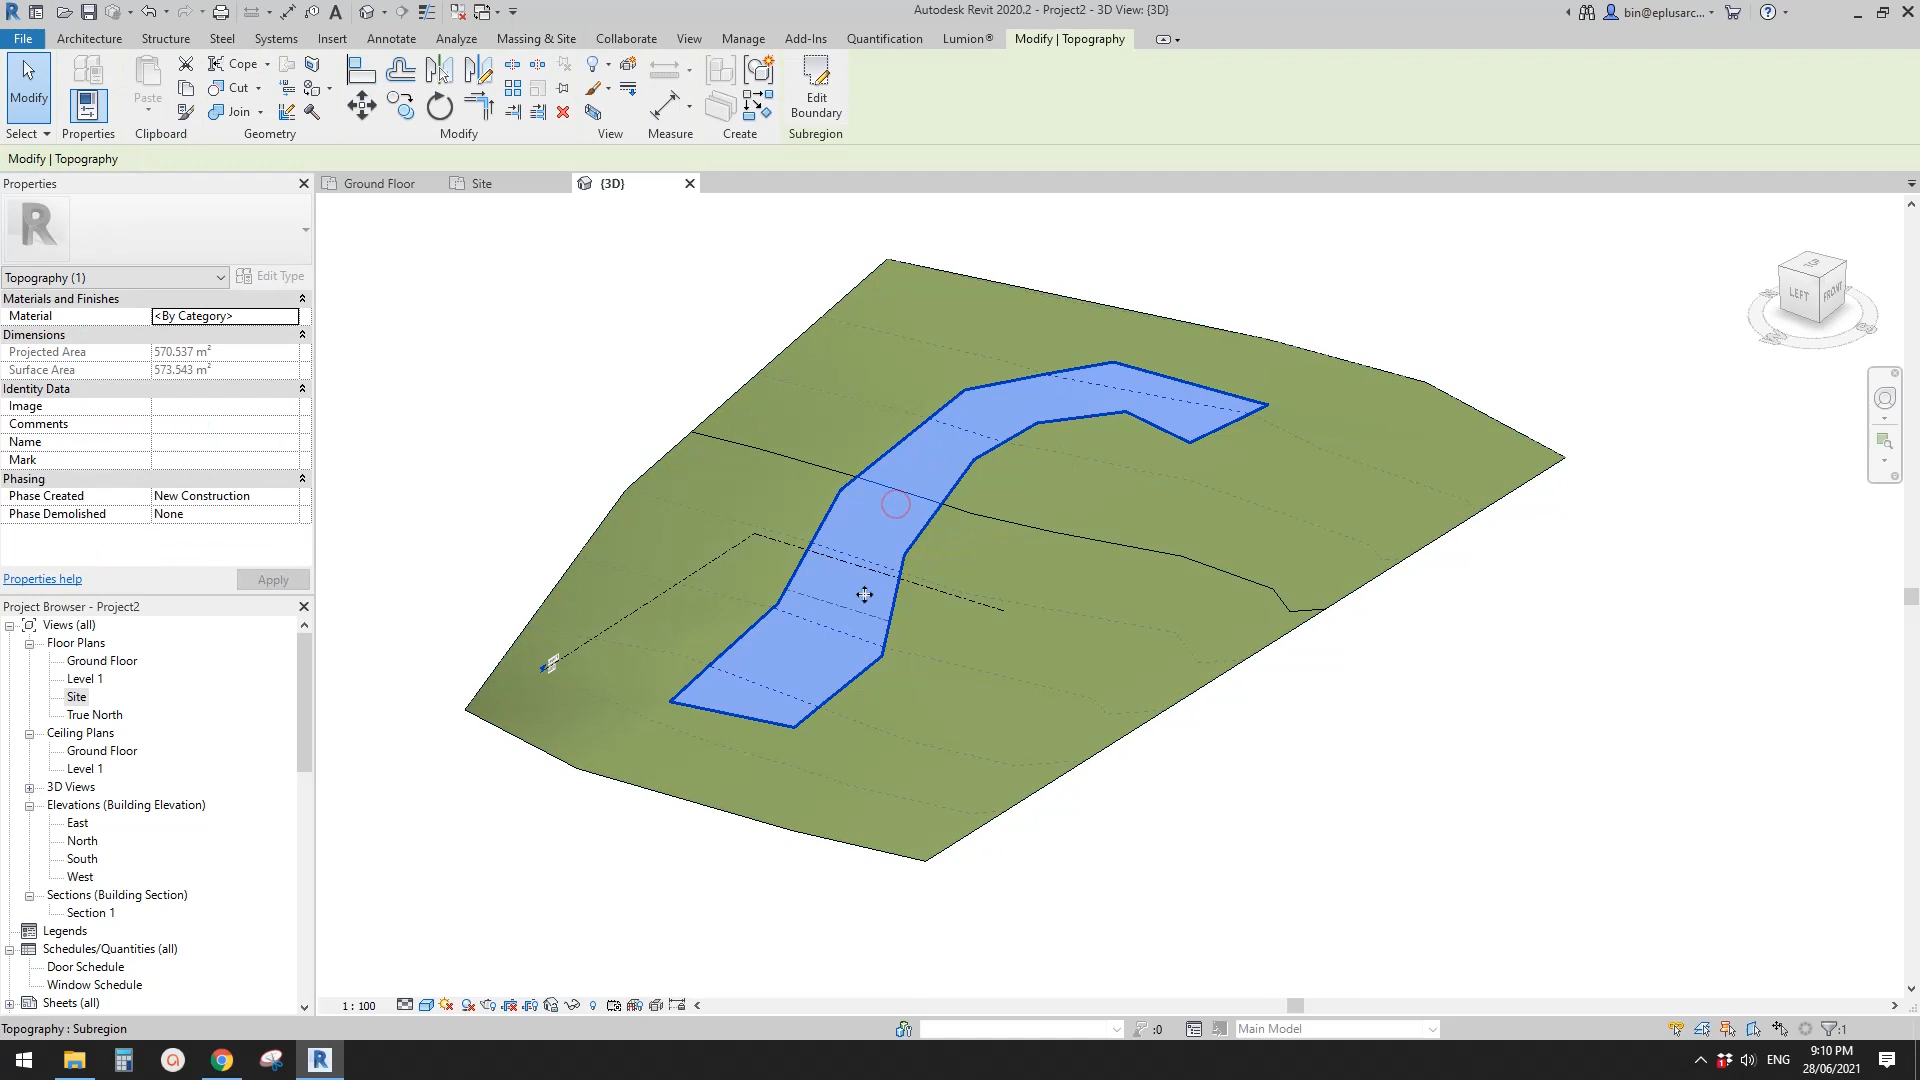 Autodesk Revit 2020.2 - Project2 - 3D View: {3D}
bin@eplusarc...
File
Architecture
Structure
Steel
Systems
Insert
Annotate
Analyze
Massing & Site
Collaborate
View
Manage
Add-Ins
Quantification
Lumion®
Modify | Topography
Modify
Paste
Cope
Cut
Join
Edit
Boundary
Select
Properties
Clipboard
Geometry
Modify
View
Measure
Create
Subregion
Modify | Topography
Properties
Ground Floor
Site
{3D}
R
Topography (1)
Edit Type
Materials and Finishes
Material
<By Category>
Dimensions
Projected Area
570.537 m²
Surface Area
573.543 m²
Identity Data
Image
Comments
Name
Mark
Phasing
Phase Created
New Construction
Phase Demolished
None
Properties help
Apply
LEFT
FRONT
Project Browser - Project2
Views (all)
Floor Plans
Ground Floor
Level 1
Site
True North
Ceiling Plans
Ground Floor
Level 1
3D Views
Elevations (Building Elevation)
East
North
South
West
Sections (Building Section)
Section 1
Legends
Schedules/Quantities (all)
Door Schedule
Window Schedule
Sheets (all)
1 : 100
Topography : Subregion
:0
Main Model
:1
ENG
9:10 PM
28/06/2021